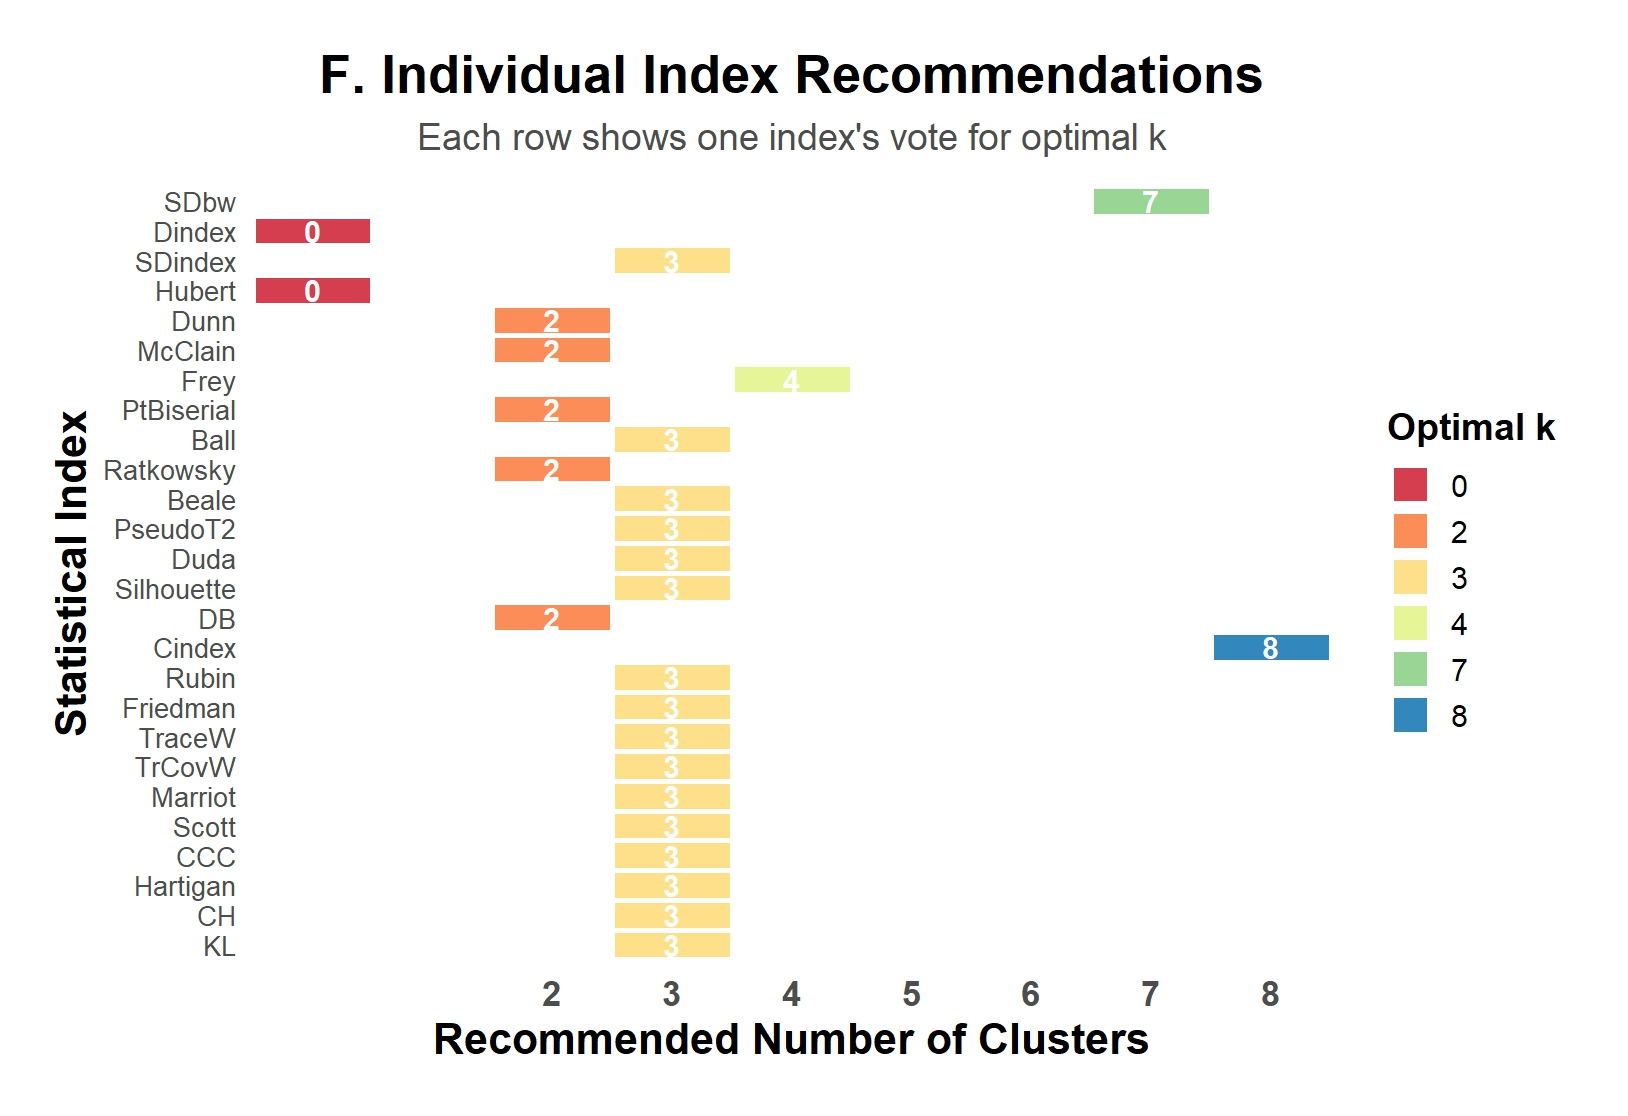 F. Individual Index Recommendations
Each row shows one index's vote for optimal k
SDbw 7
Dindex 0
SDindex 3
Hubert 0
Dunn 2
McClain 2
Frey 4
PtBiserial 2
Ball 3
Ratkowsky 2
Beale 3
PseudoT2 3
Duda 3
Silhouette 3
DB 2
Cindex 8
Rubin 3
Friedman 3
TraceW 3
TrCovW 3
Marriot 3
Scott 3
CCC 3
Hartigan 3
CH 3
KL 3
Statistical Index
2 3 4 5 6 7 8
Recommended Number of Clusters
Optimal k
0
2
3
4
7
8